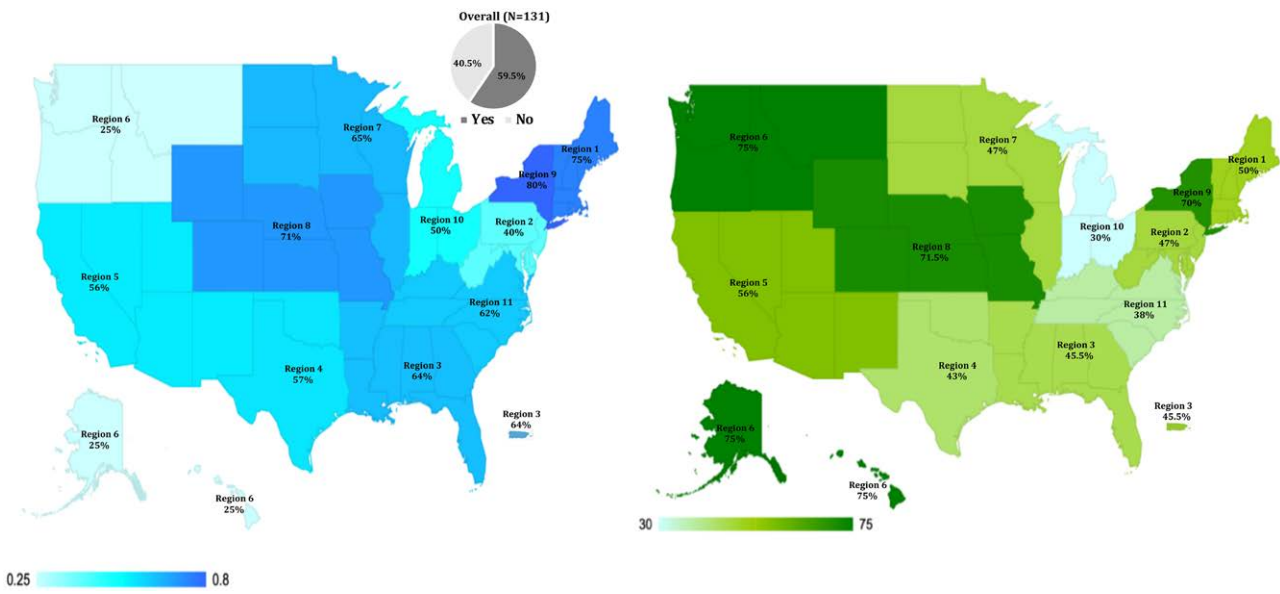 Overall (N=131)
40.5%
59.5%
Yes No
Region 6
25%
Region 7
65%
Region 1
75%
Region 9
80%
Region 8
71%
Region 10
50%
Region 2
40%
Region 5
56%
Region 11
62%
Region 4
57%
Region 3
64%
Region 3
64%
Region 6
25%
Region 6
25%
0.25 0.8
Region 6
75%
Region 7
47%
Region 1
50%
Region 9
70%
Region 10
30%
Region 2
47%
Region 8
71.5%
Region 5
56%
Region 11
38%
Region 3
45.5%
Region 4
43%
Region 3
45.5%
Region 6
75%
Region 6
75%
30 75